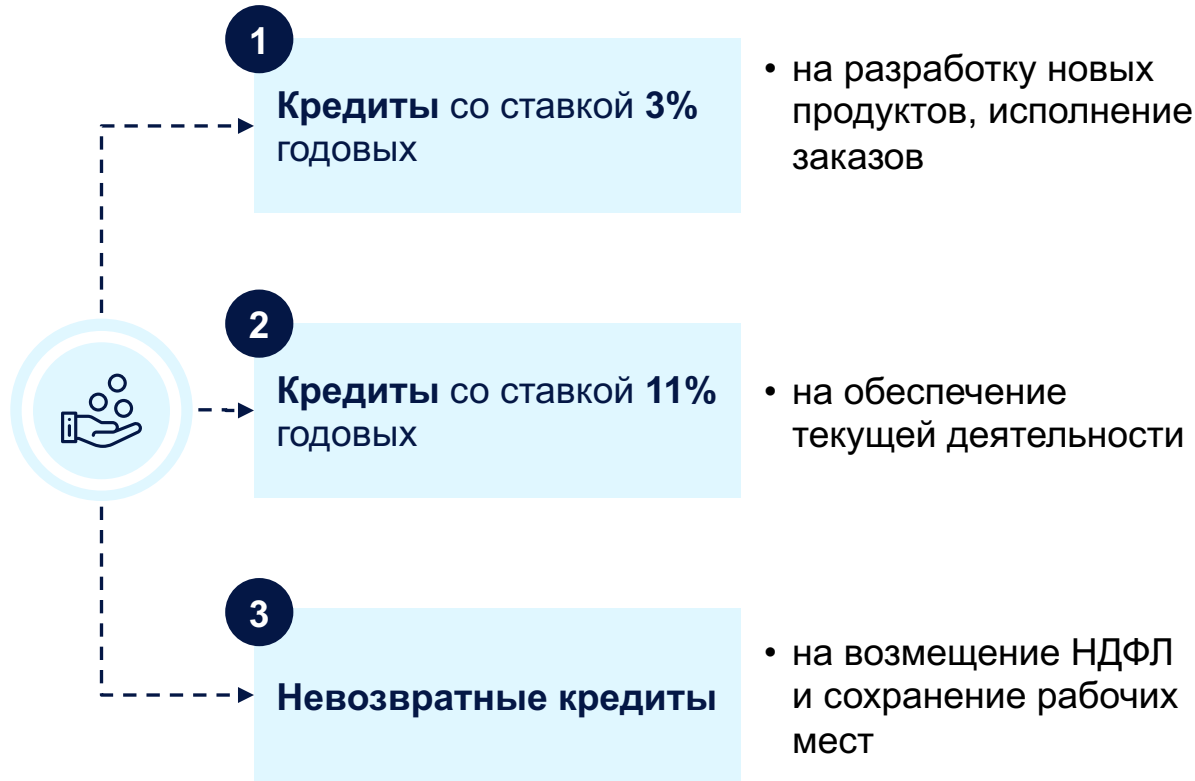 1
Кредиты со ставкой 3%
годовых
• на разработку новых
продуктов, исполнение
заказов
2
Кредиты со ставкой 11%
годовых
• на обеспечение
текущей деятельности
3
Невозвратные кредиты
• на возмещение НДФЛ
и сохранение рабочих
мест